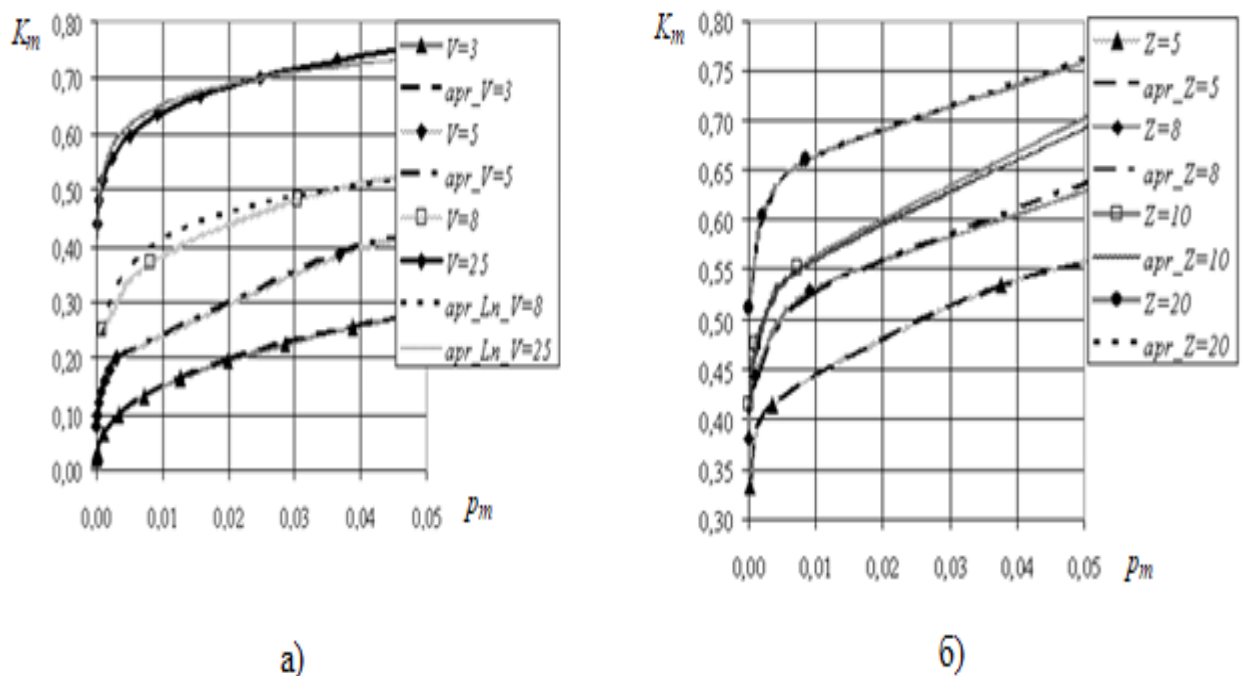 K_m
0,80
0,70
0,60
0,50
0,40
0,30
0,20
0,10
0,00
0,00 0,01 0,02 0,03 0,04 0,05
p_m
V=3
apr_V=3
V=5
apr_V=5
V=8
V=25
apr_Ln_V=8
apr_Ln_V=25
а)
K_m
0,80
0,75
0,70
0,65
0,60
0,55
0,50
0,45
0,40
0,35
0,30
0,00 0,01 0,02 0,03 0,04 0,05
p_m
Z=5
apr_Z=5
Z=8
apr_Z=8
Z=10
apr_Z=10
Z=20
apr_Z=20
б)